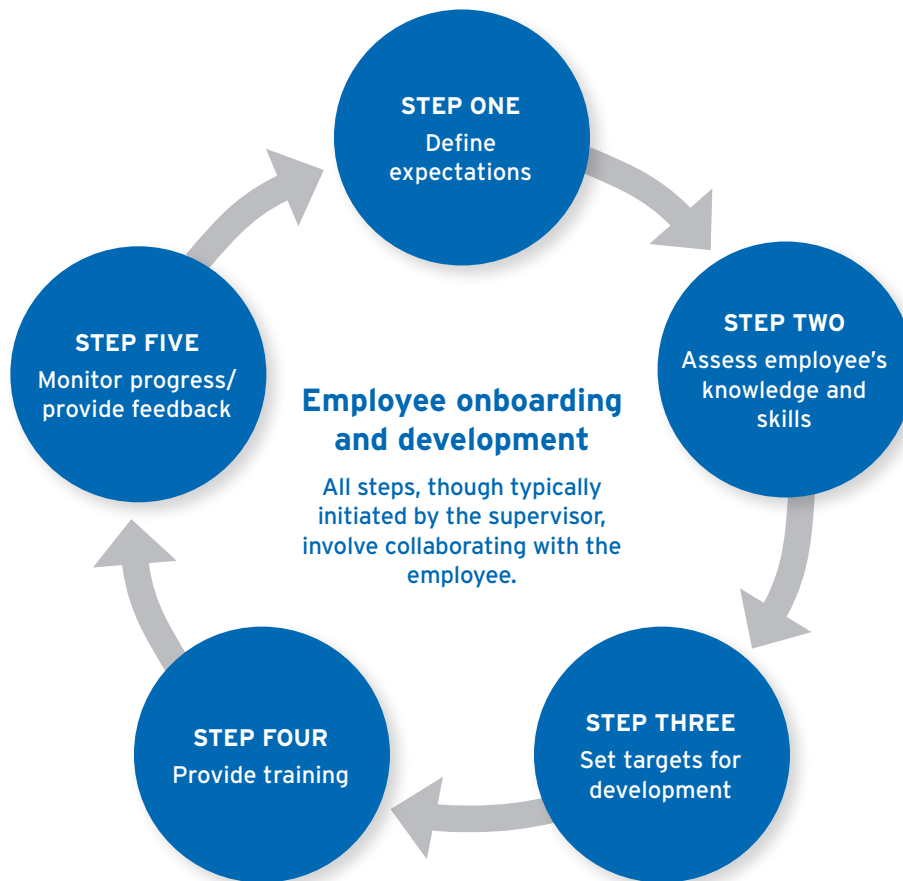 STEP ONE
Define
expectations
STEP TWO
Assess employee’s
knowledge and
skills
STEP THREE
Set targets for
development
STEP FOUR
Provide training
STEP FIVE
Monitor progress/
provide feedback
Employee onboarding
and development
All steps, though typically
initiated by the supervisor,
involve collaborating with the
employee.